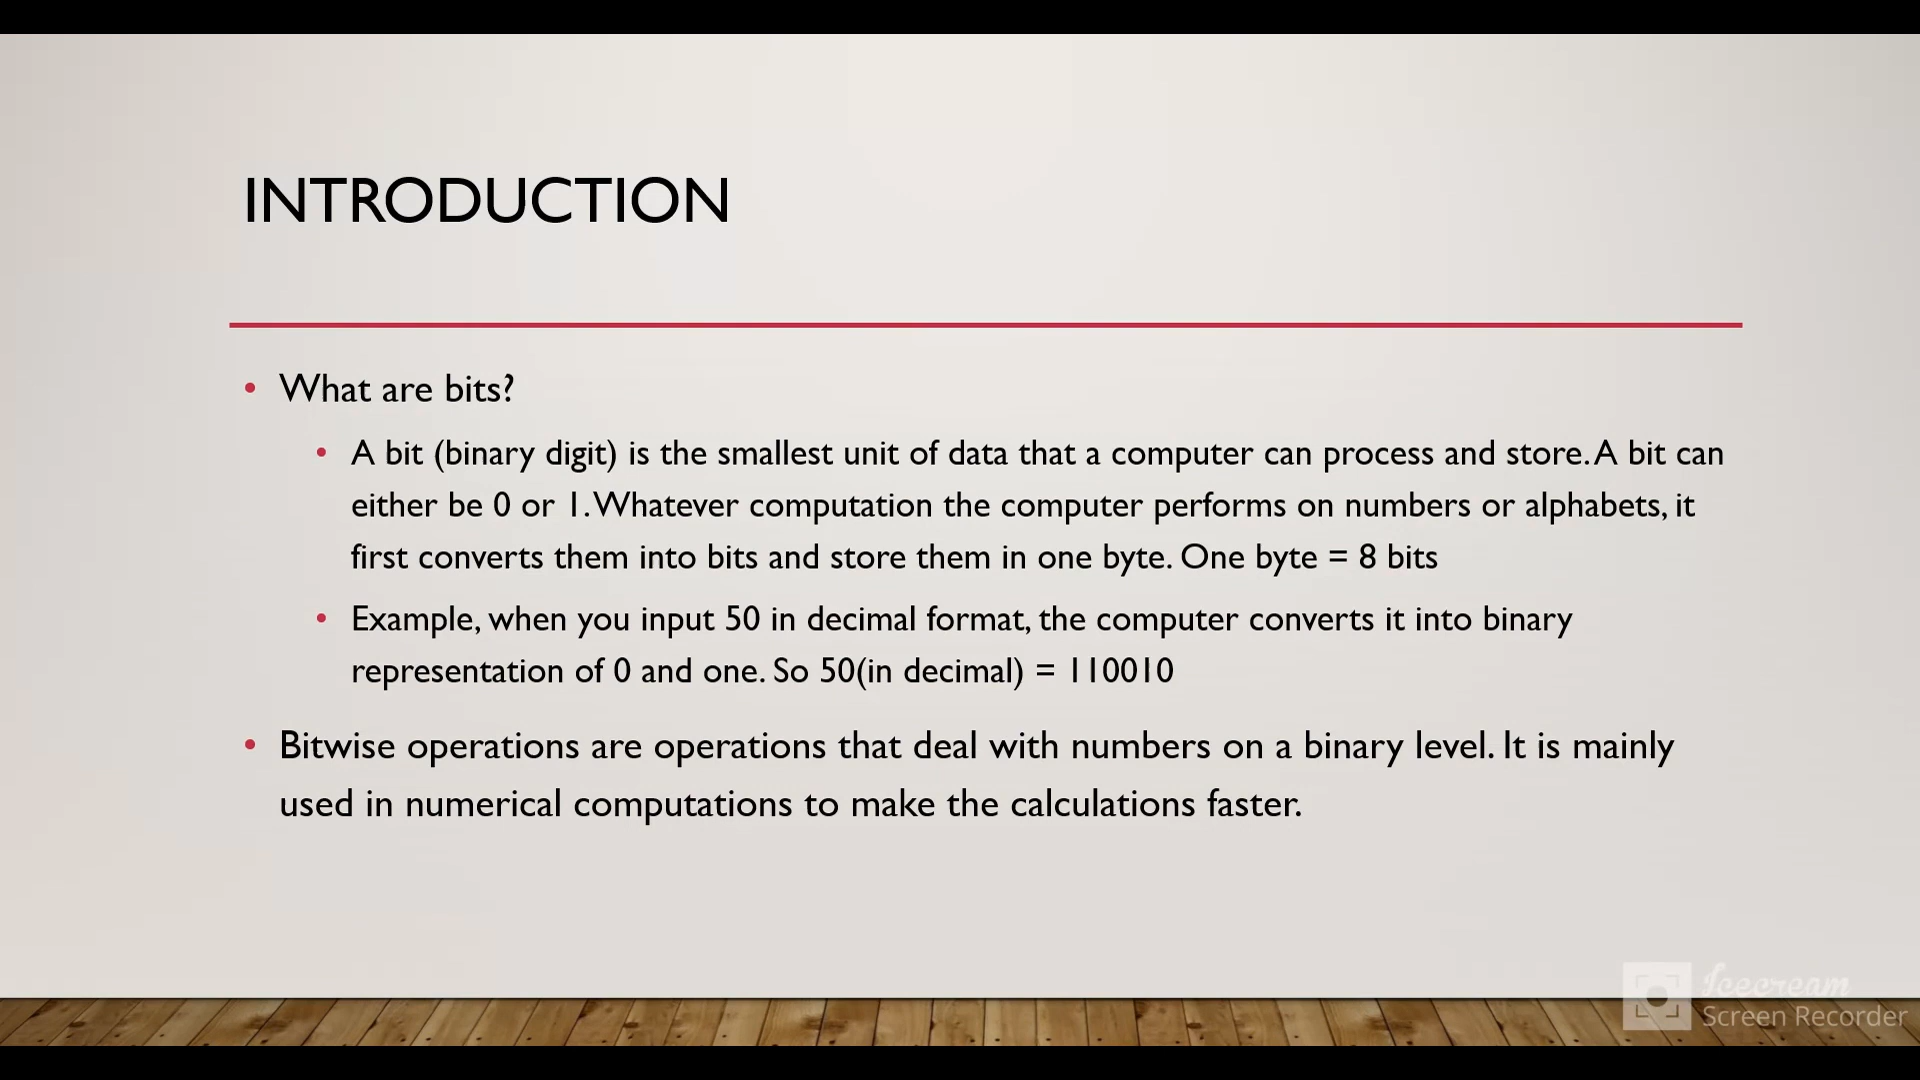 INTRODUCTION
• What are bits?
• A bit (binary digit) is the smallest unit of data that a computer can process and store. A bit can
either be 0 or 1. Whatever computation the computer performs on numbers or alphabets, it
first converts them into bits and store them in one byte. One byte = 8 bits
• Example, when you input 50 in decimal format, the computer converts it into binary
representation of 0 and one. So 50(in decimal) = 110010
• Bitwise operations are operations that deal with numbers on a binary level. It is mainly
used in numerical computations to make the calculations faster.
Icecream
Screen Recorder